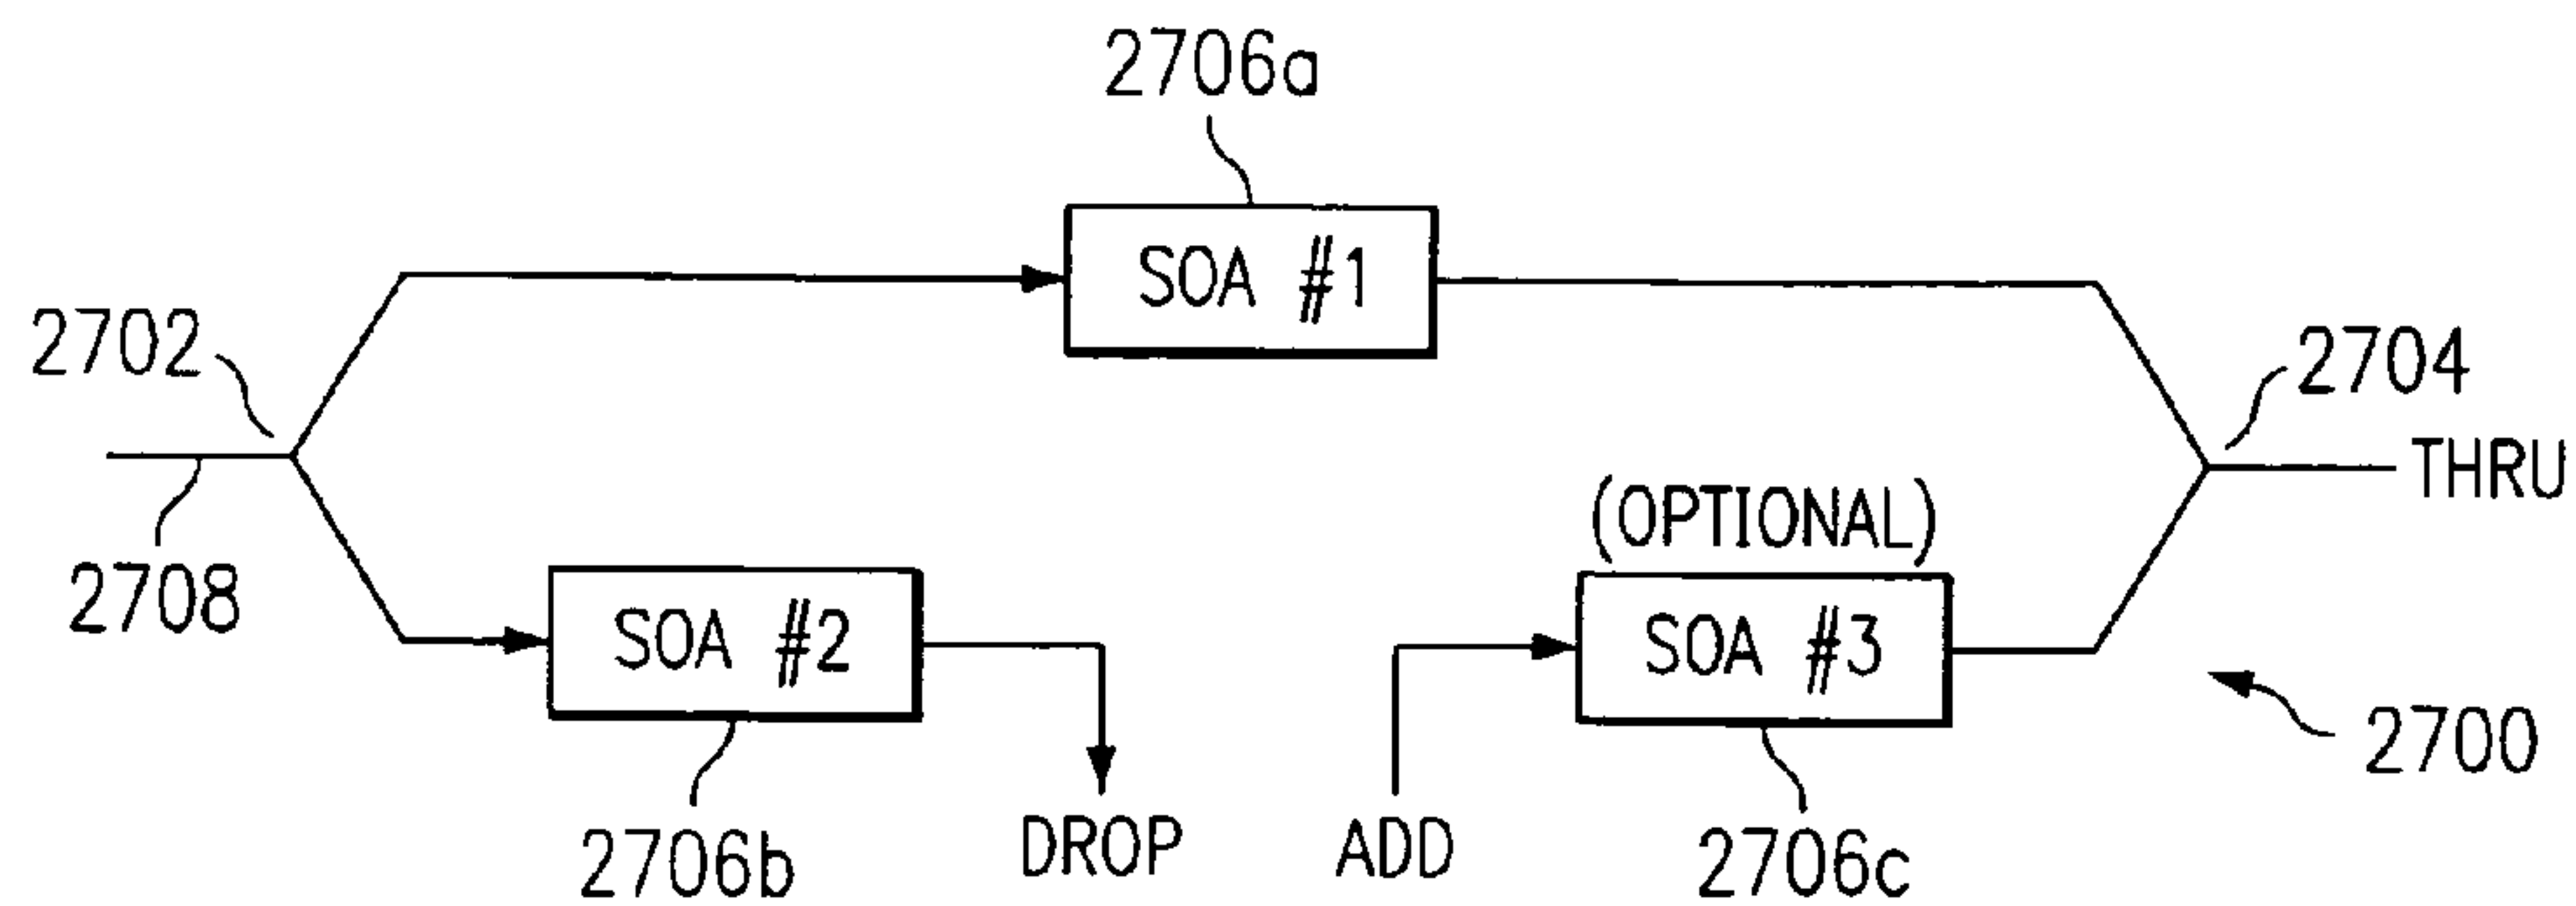 2706a
SOA #1
2702
2704
THRU
2708
(OPTIONAL)
SOA #2
SOA #3
2700
DROP
ADD
2706b
2706c